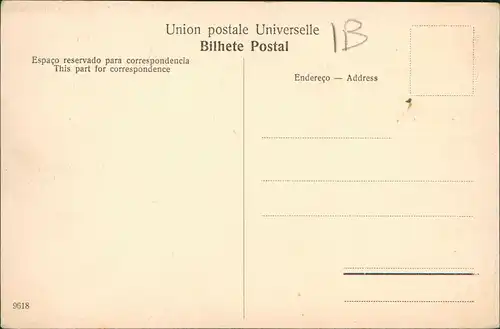 Union postale Universelle
Bilhete Postal
1B
Espaço reservado para correspondencia
This part for correspondence
Endereço — Address
9618